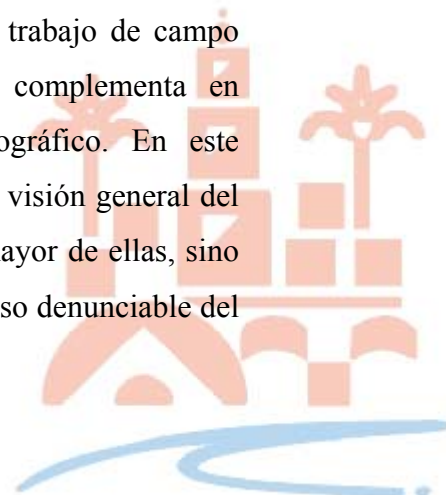 trabajo de campo
complementa en
ográfico. En este
visión general del
ayor de ellas, sino
so denunciable del